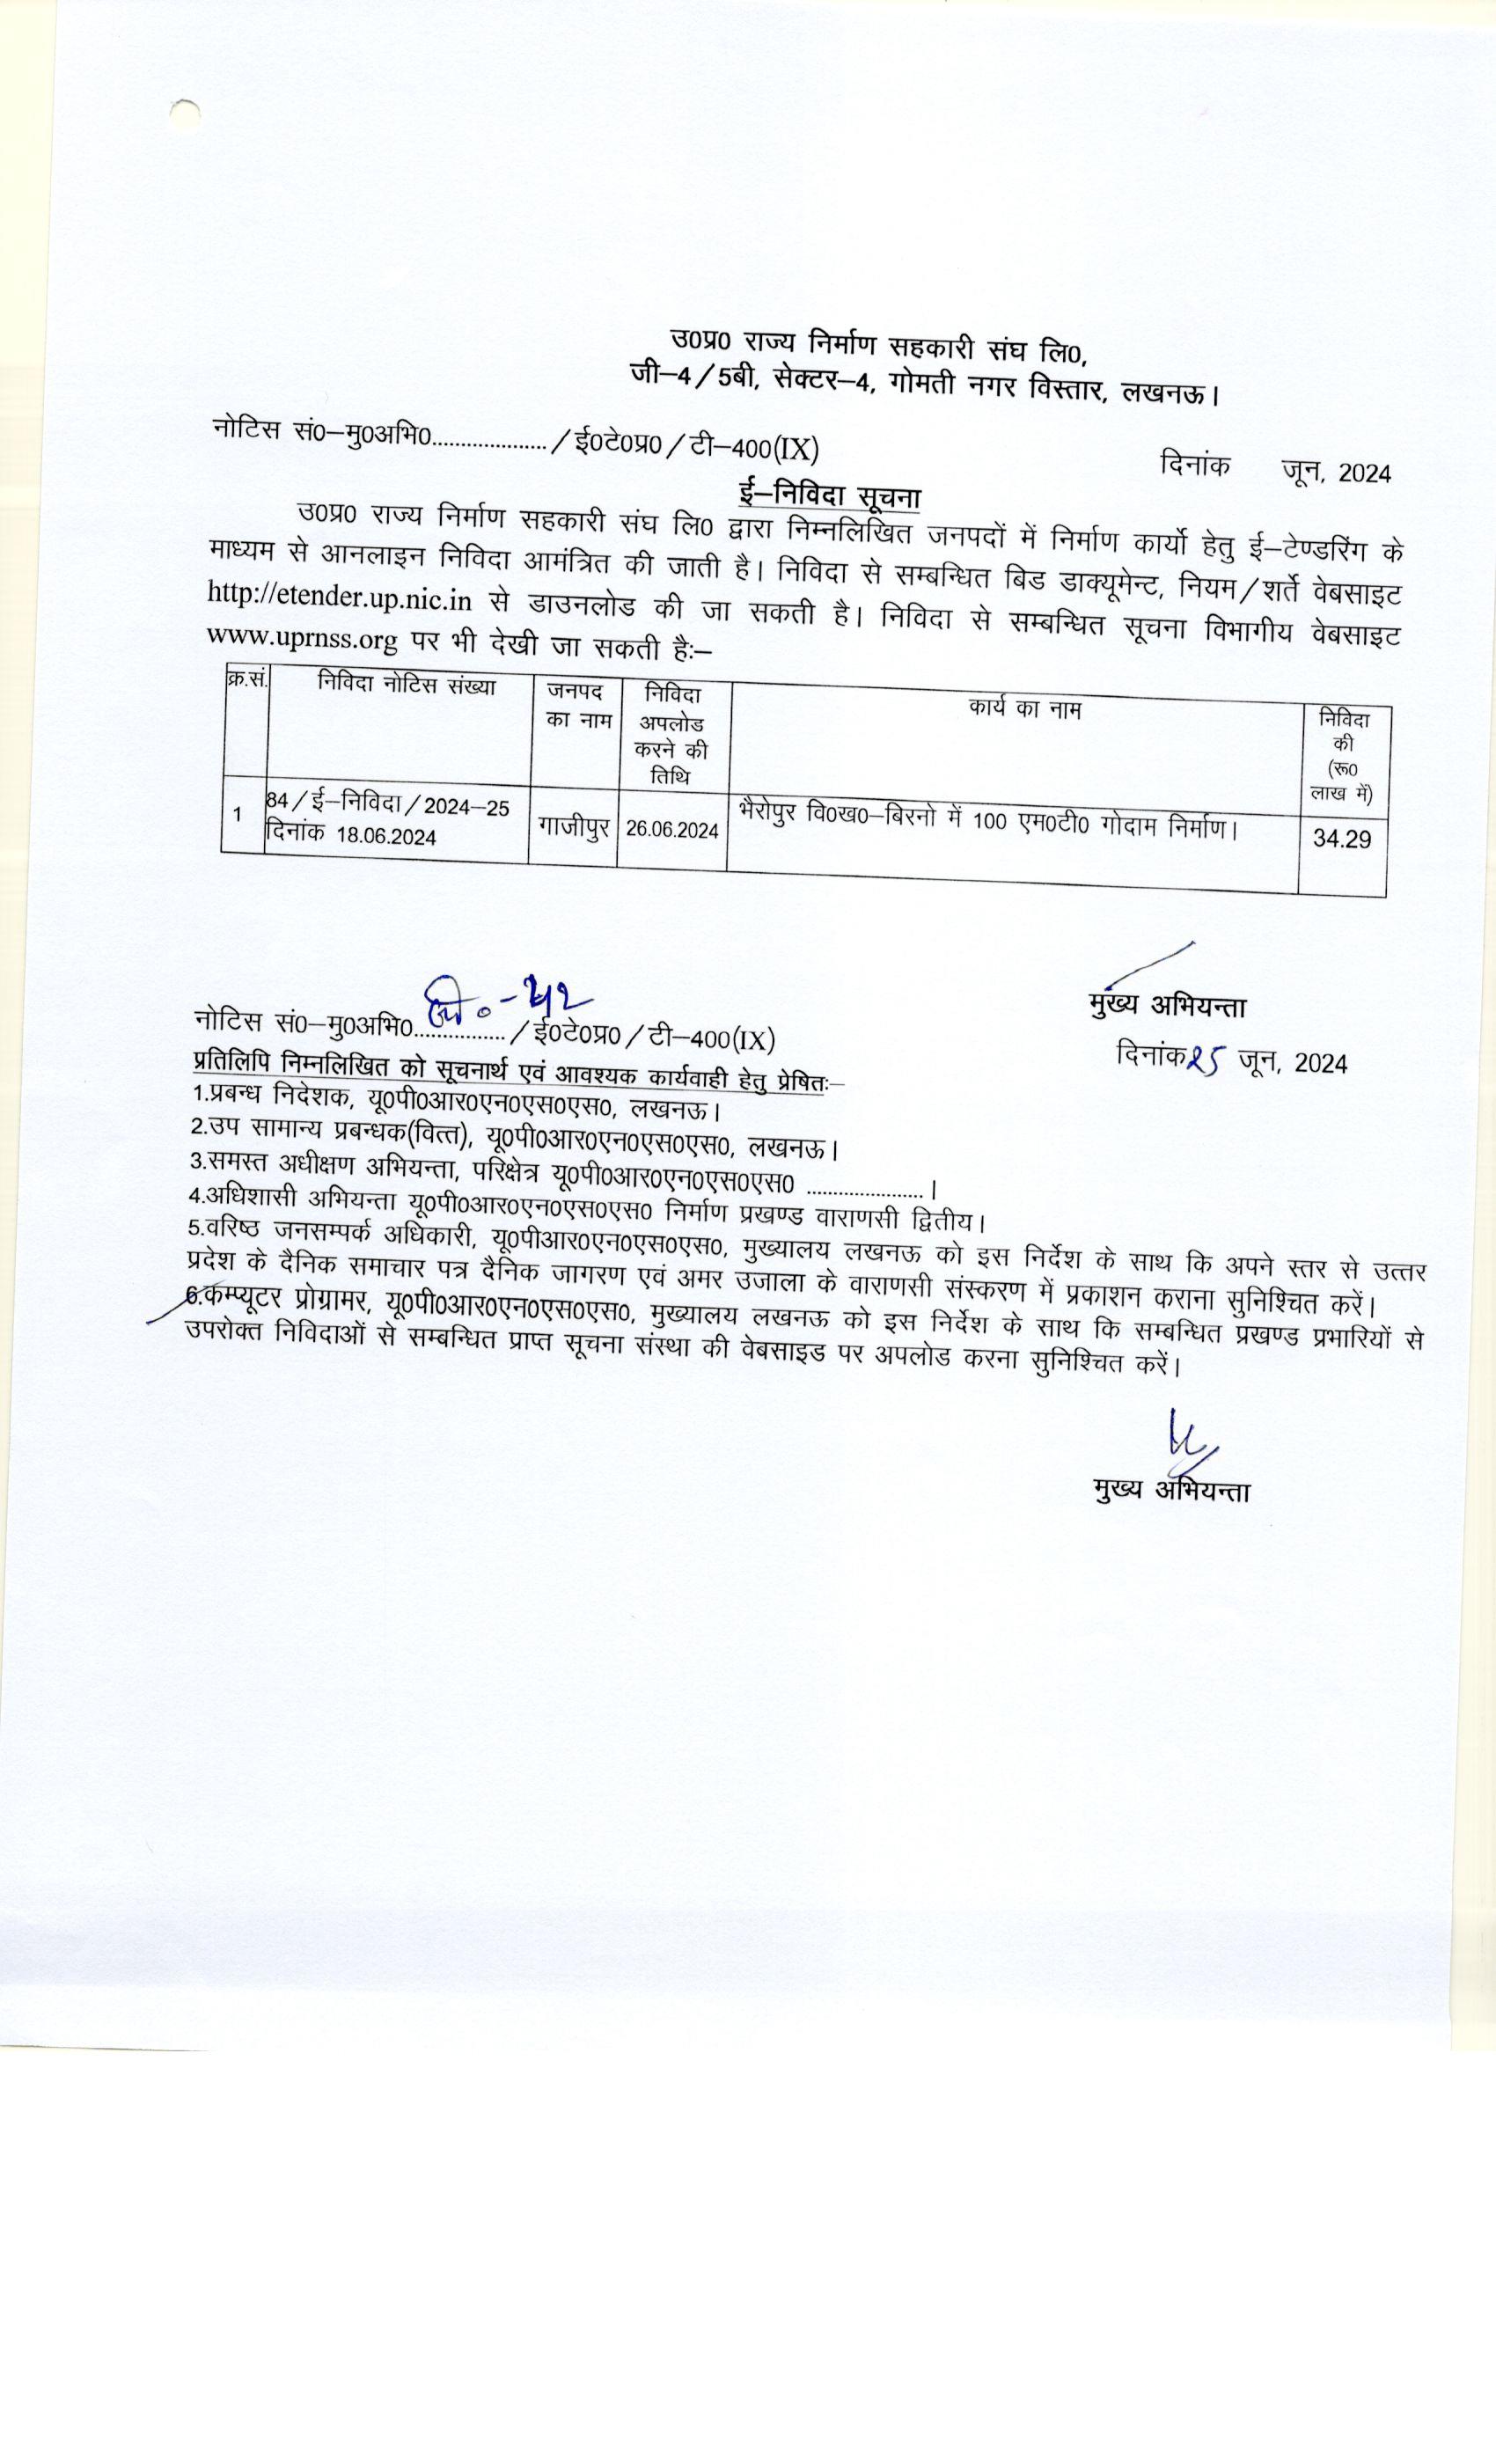 उ0प्र0 राज्य निर्माण सहकारी संघ लि0,
जी–4/5बी, सेक्टर–4, गोमती नगर विस्तार, लखनऊ।
नोटिस सं0–मु0अभि0.................../ई0टे0प्र0/टी–400(IX)
दिनांक जून, 2024
ई–निविदा सूचना
उ0प्र0 राज्य निर्माण सहकारी संघ लि0 द्वारा निम्नलिखित जनपदों में निर्माण कार्यो हेतु ई–टेण्डरिंग के
माध्यम से आनलाइन निविदा आमंत्रित की जाती है। निविदा से सम्बन्धित बिड डाक्यूमेन्ट, नियम/शर्ते वेबसाइट
http://etender.up.nic.in से डाउनलोड की जा सकती है। निविदा से सम्बन्धित सूचना विभागीय वेबसाइट
www.uprnss.org पर भी देखी जा सकती हैः–
क्र.सं. निविदा नोटिस संख्या जनपद का नाम निविदा अपलोड करने की तिथि कार्य का नाम निविदा की (रू0 लाख में)
1 84/ई–निविदा/2024–25 दिनांक 18.06.2024 गाजीपुर 26.06.2024 भैरोपुर वि0ख0–बिरनो में 100 एम0टी0 गोदाम निर्माण। 34.29
मुख्य अभियन्ता
नोटिस सं0–मु0अभि0................/ई0टे0प्र0/टी–400(IX)
दिनांक 25 जून, 2024
प्रतिलिपि निम्नलिखित को सूचनार्थ एवं आवश्यक कार्यवाही हेतु प्रेषितः–
1.प्रबन्ध निदेशक, यू0पी0आर0एन0एस0एस0, लखनऊ।
2.उप सामान्य प्रबन्धक(वित्त), यू0पी0आर0एन0एस0एस0, लखनऊ।
3.समस्त अधीक्षण अभियन्ता, परिक्षेत्र यू0पी0आर0एन0एस0एस0 .....................।
4.अधिशासी अभियन्ता यू0पी0आर0एन0एस0एस0 निर्माण प्रखण्ड वाराणसी द्वितीय।
5.वरिष्ठ जनसम्पर्क अधिकारी, यू0पीआर0एन0एस0एस0, मुख्यालय लखनऊ को इस निर्देश के साथ कि अपने स्तर से उत्तर
प्रदेश के दैनिक समाचार पत्र दैनिक जागरण एवं अमर उजाला के वाराणसी संस्करण में प्रकाशन कराना सुनिश्चित करें।
6.कम्प्यूटर प्रोग्रामर, यू0पी0आर0एन0एस0एस0, मुख्यालय लखनऊ को इस निर्देश के साथ कि सम्बन्धित प्रखण्ड प्रभारियों से
उपरोक्त निविदाओं से सम्बन्धित प्राप्त सूचना संस्था की वेबसाइड पर अपलोड करना सुनिश्चित करें।
मुख्य अभियन्ता